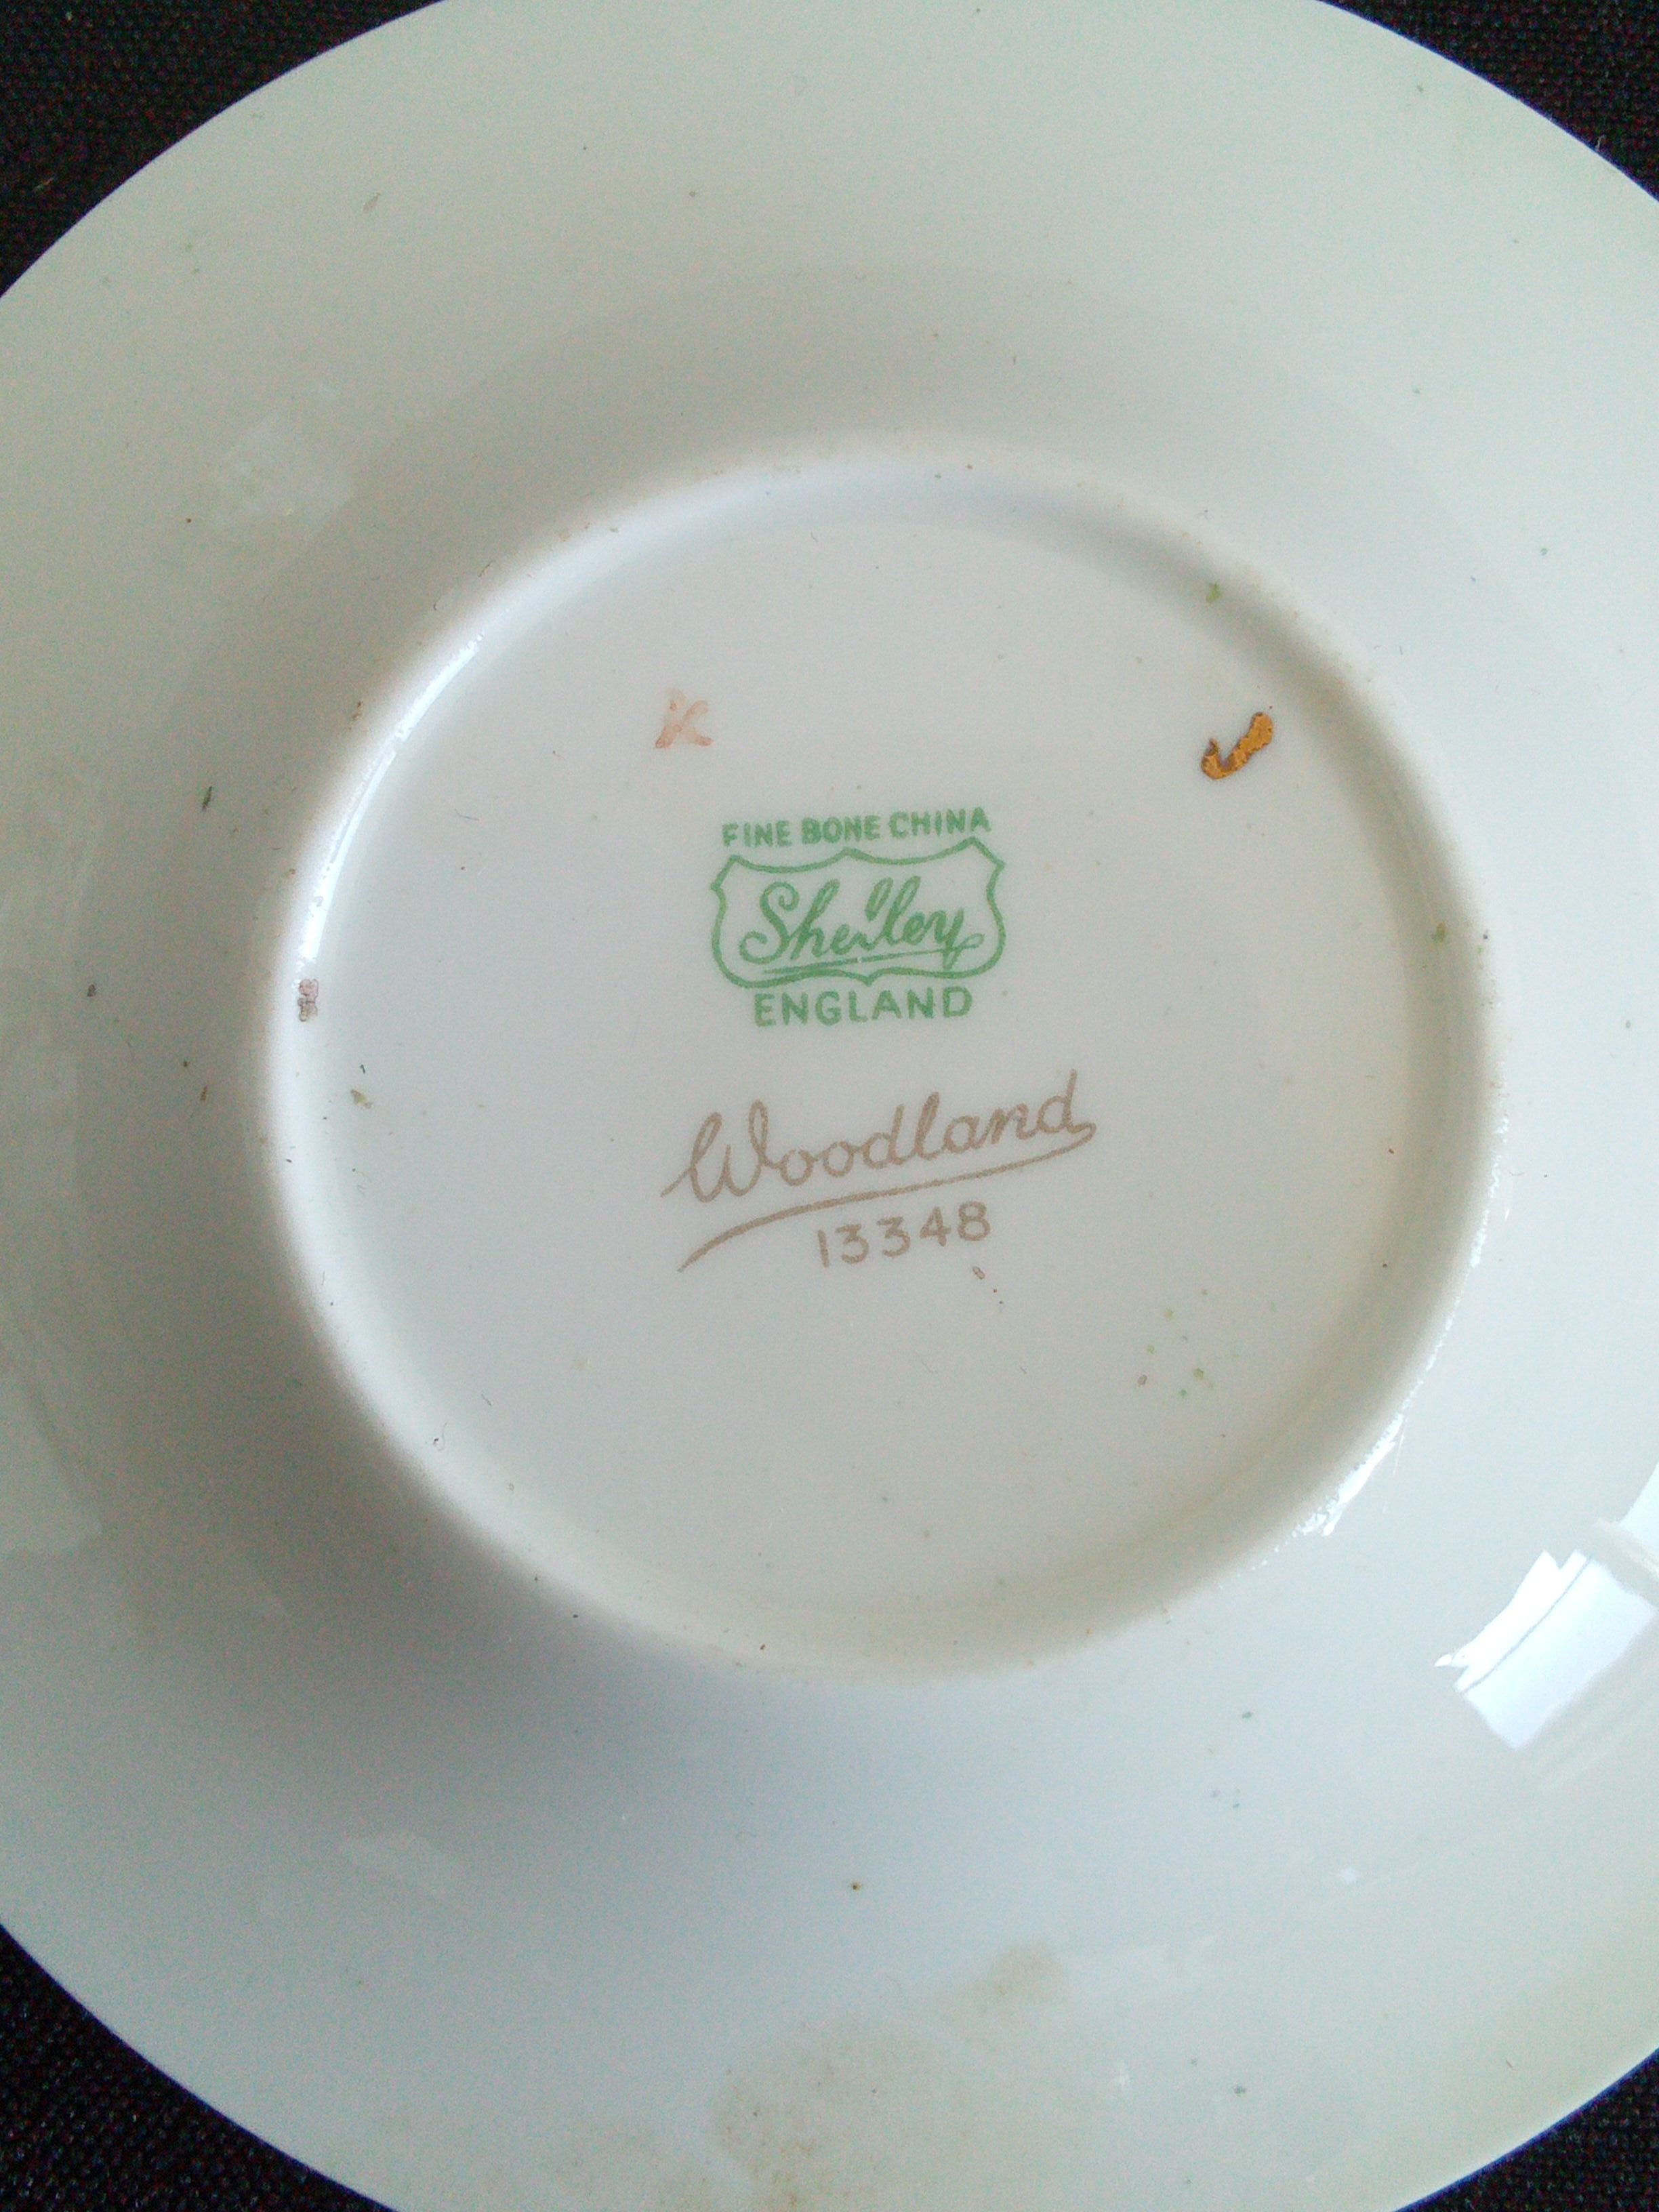 K
FINE BONE CHINA
Shelley
ENGLAND
Woodland
13348